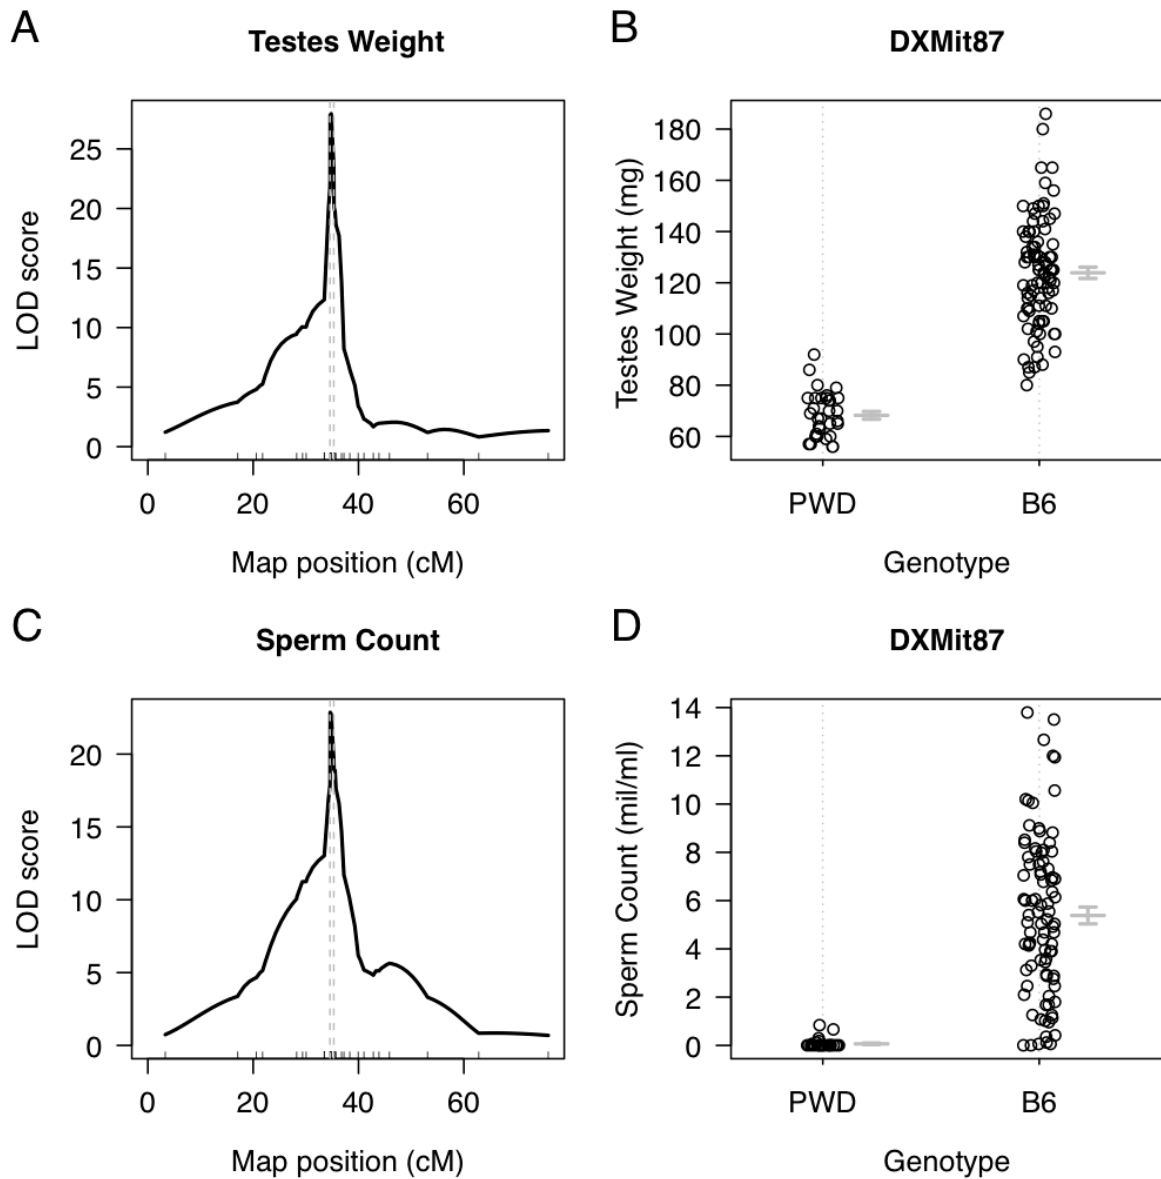 A
Testes Weight
LOD score
25
20
15
10
5
0
0 20 40 60
Map position (cM)
B
DXMit87
Testes Weight (mg)
180
160
140
120
100
80
60
PWD B6
Genotype
C
Sperm Count
LOD score
20
15
10
5
0
0 20 40 60
Map position (cM)
D
DXMit87
Sperm Count (mil/ml)
14
12
10
8
6
4
2
0
PWD B6
Genotype